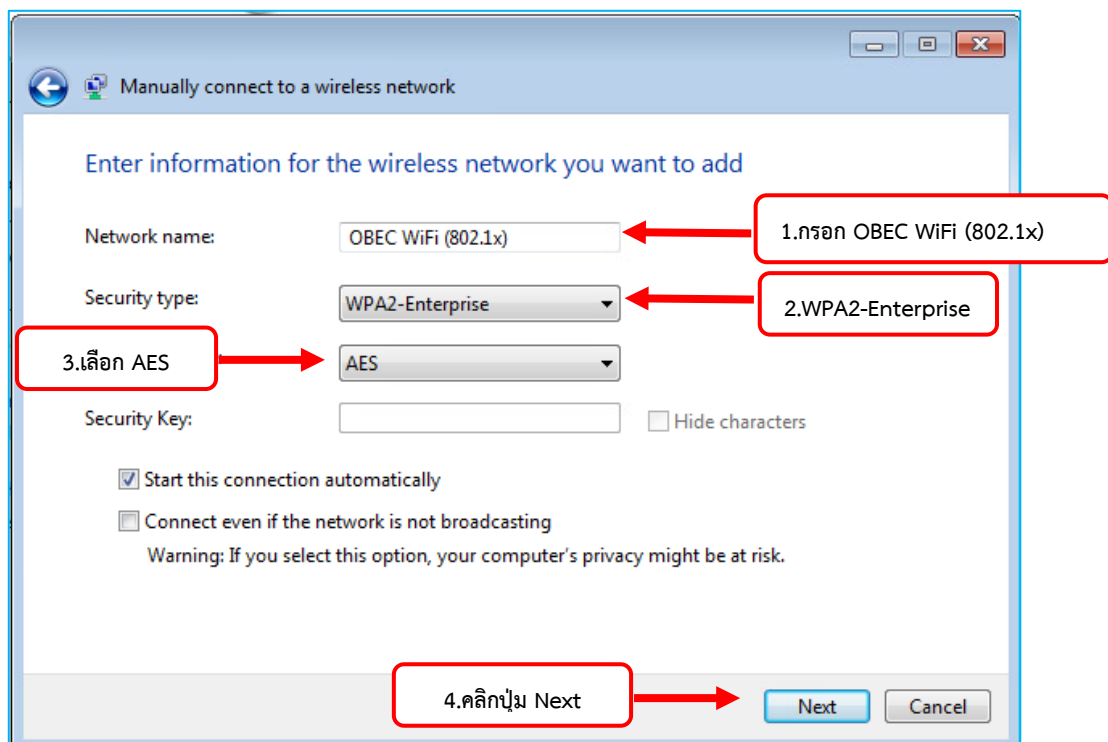 Manually connect to a wireless network
Enter information for the wireless network you want to add
Network name:
OBEC WiFi (802.1x)
1.กรอก OBEC WiFi (802.1x)
Security type:
WPA2-Enterprise
2.WPA2-Enterprise
3.เลือก AES
AES
Security Key:
Hide characters
Start this connection automatically
Connect even if the network is not broadcasting
Warning: If you select this option, your computer's privacy might be at risk.
4.คลิกปุ่ม Next
Next
Cancel